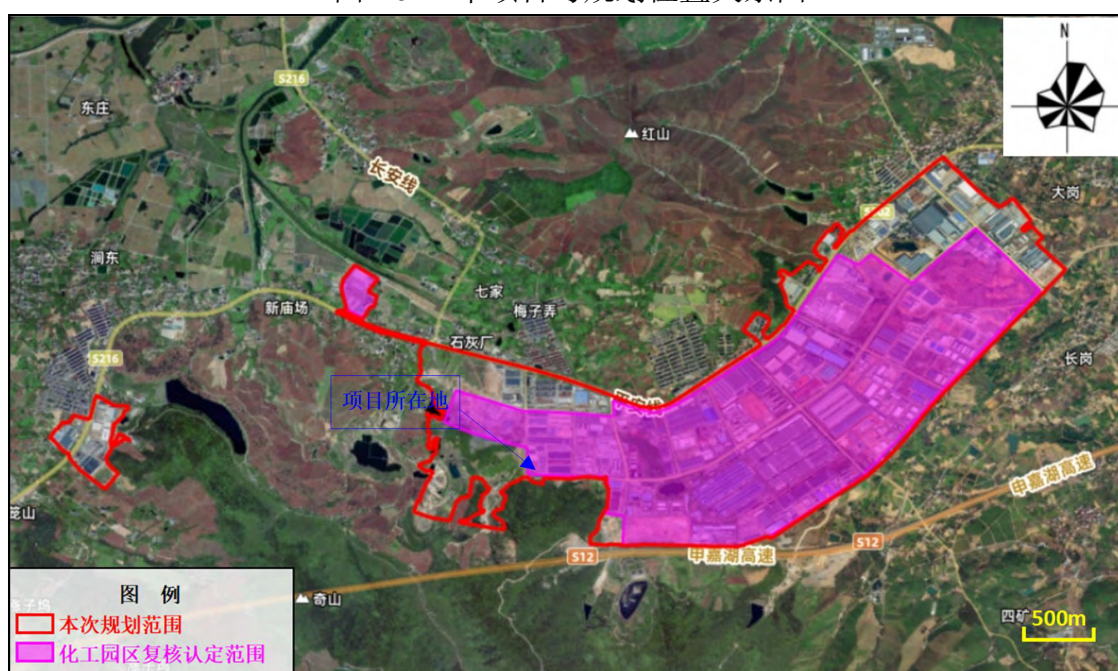 N
S216
东庄
红山
长安线
大岗
涧东
七家
新庙场
梅子弄
石灰厂
S216
长岗
项目所在地
申嘉湖高速
S12
S12
申嘉湖高速
图 例
奇山
四矿
500m
本次规划范围
化工园区复核认定范围